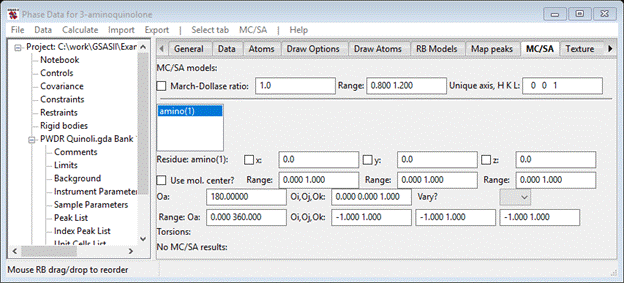 Phase Data for 3-aminoquinolone
File Data Calculate Import Export | Select tab MC/SA | Help
Project: C:\work\GSASII\Exam
Notebook
Controls
Covariance
Constraints
Restraints
Rigid bodies
PWDR Quinoli.gda Bank
Comments
Limits
Background
Instrument Parameters
Sample Parameters
Peak List
Index Peak List
Unit Cells List
General Data Atoms Draw Options Draw Atoms RB Models Map peaks MC/SA Texture
MC/SA models:
March-Dollase ratio: 1.0 Range: 0.800 1.200 Unique axis, H K L: 0 0 1
amino(1)
Residue: amino(1): x: 0.0 y: 0.0 z: 0.0
Use mol. center? Range: 0.000 1.000 Range: 0.000 1.000 Range: 0.000 1.000
Oa: 180.00000 Oi,Oj,Ok: 0.000 0.000 1.000 Vary?
Range: Oa: 0.000 360.000 Oi,Oj,Ok: -1.000 1.000 -1.000 1.000 -1.000 1.000
Torsions:
No MC/SA results:
Mouse RB drag/drop to reorder